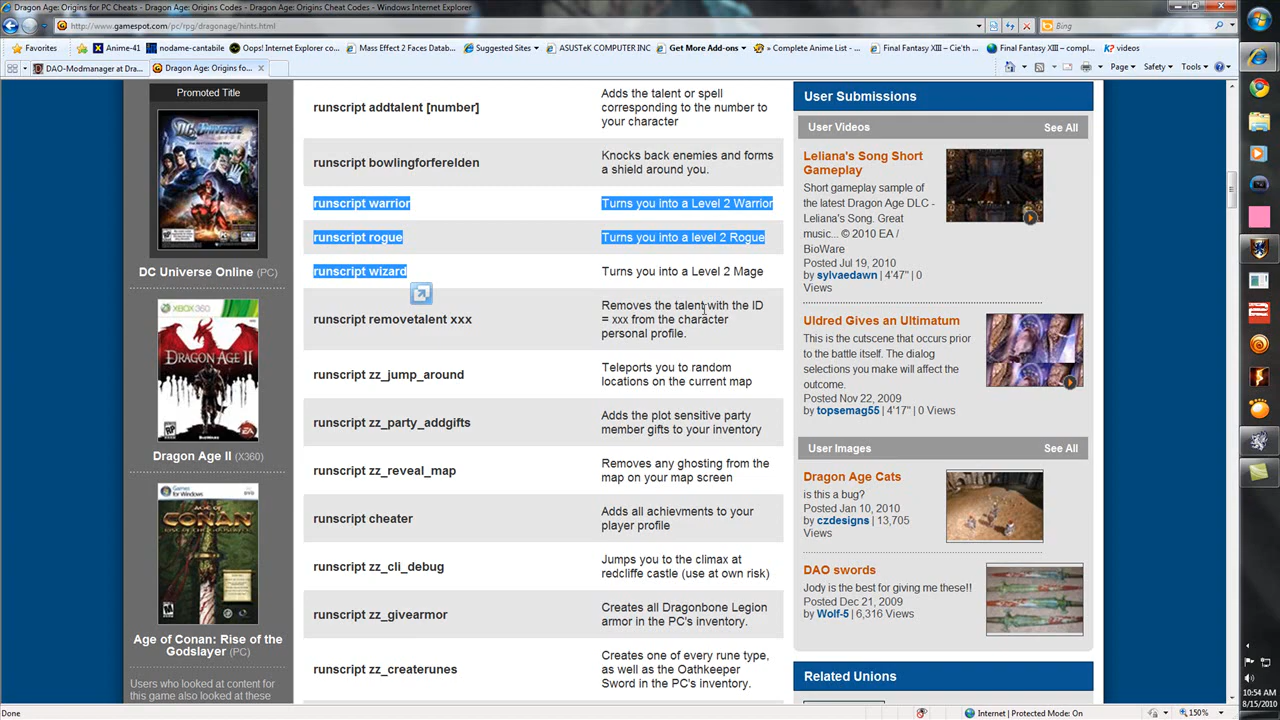 Dragon Age: Origins for PC Cheats - Dragon Age: Origins Codes - Dragon Age: Origins Cheat Codes - Windows Internet Explorer
http://www.gamespot.com/pc/rpg/dragonage/hints.html
Bing
Favorites
Anime-41
nodame-cantabile
Oops! Internet Explorer co...
Mass Effect 2 Faces Datab...
Suggested Sites
ASUSTeK COMPUTER INC
Get More Add-ons
» Complete Anime List - ...
Final Fantasy XIII – Cie'th ...
Final Fantasy XIII – compl...
videos
DAO-Modmanager at Dra...
Dragon Age: Origins fo...
Page
Safety
Tools
Promoted Title
DC Universe Online (PC)
XBOX 360
DRAGON AGE II
Dragon Age II (X360)
Games for Windows
AGE OF CONAN
Age of Conan: Rise of the
Godslayer (PC)
Users who looked at content for
this game also looked at these
runscript addtalent [number]
Adds the talent or spell
corresponding to the number to
your character
runscript bowlingforferelden
Knocks back enemies and forms
a shield around you.
runscript warrior
Turns you into a Level 2 Warrior
runscript rogue
Turns you into a level 2 Rogue
runscript wizard
Turns you into a Level 2 Mage
runscript removetalent xxx
Removes the talent with the ID
= xxx from the character
personal profile.
runscript zz_jump_around
Teleports you to random
locations on the current map
runscript zz_party_addgifts
Adds the plot sensitive party
member gifts to your inventory
runscript zz_reveal_map
Removes any ghosting from the
map on your map screen
runscript cheater
Adds all achievments to your
player profile
runscript zz_cli_debug
Jumps you to the climax at
redcliffe castle (use at own risk)
runscript zz_givearmor
Creates all Dragonbone Legion
armor in the PC's inventory.
runscript zz_createrunes
Creates one of every rune type,
as well as the Oathkeeper
Sword in the PC's inventory.
User Submissions
User Videos
See All
Leliana's Song Short
Gameplay
Short gameplay sample of
the latest Dragon Age DLC -
Leliana's Song. Great
music... © 2010 EA /
BioWare
Posted Jul 19, 2010
by sylvaedawn | 4'47" | 0
Views
Uldred Gives an Ultimatum
This is the cutscene that occurs prior
to the battle itself. The dialog
selections you make will affect the
outcome.
Posted Nov 22, 2009
by topsemag55 | 4'17" | 0 Views
User Images
See All
Dragon Age Cats
is this a bug?
Posted Jan 10, 2010
by czdesigns | 13,705
Views
DAO swords
Jody is the best for giving me these!!
Posted Dec 21, 2009
by Wolf-5 | 6,316 Views
Related Unions
Done
Internet | Protected Mode: On
150%
10:54 AM
8/15/2010